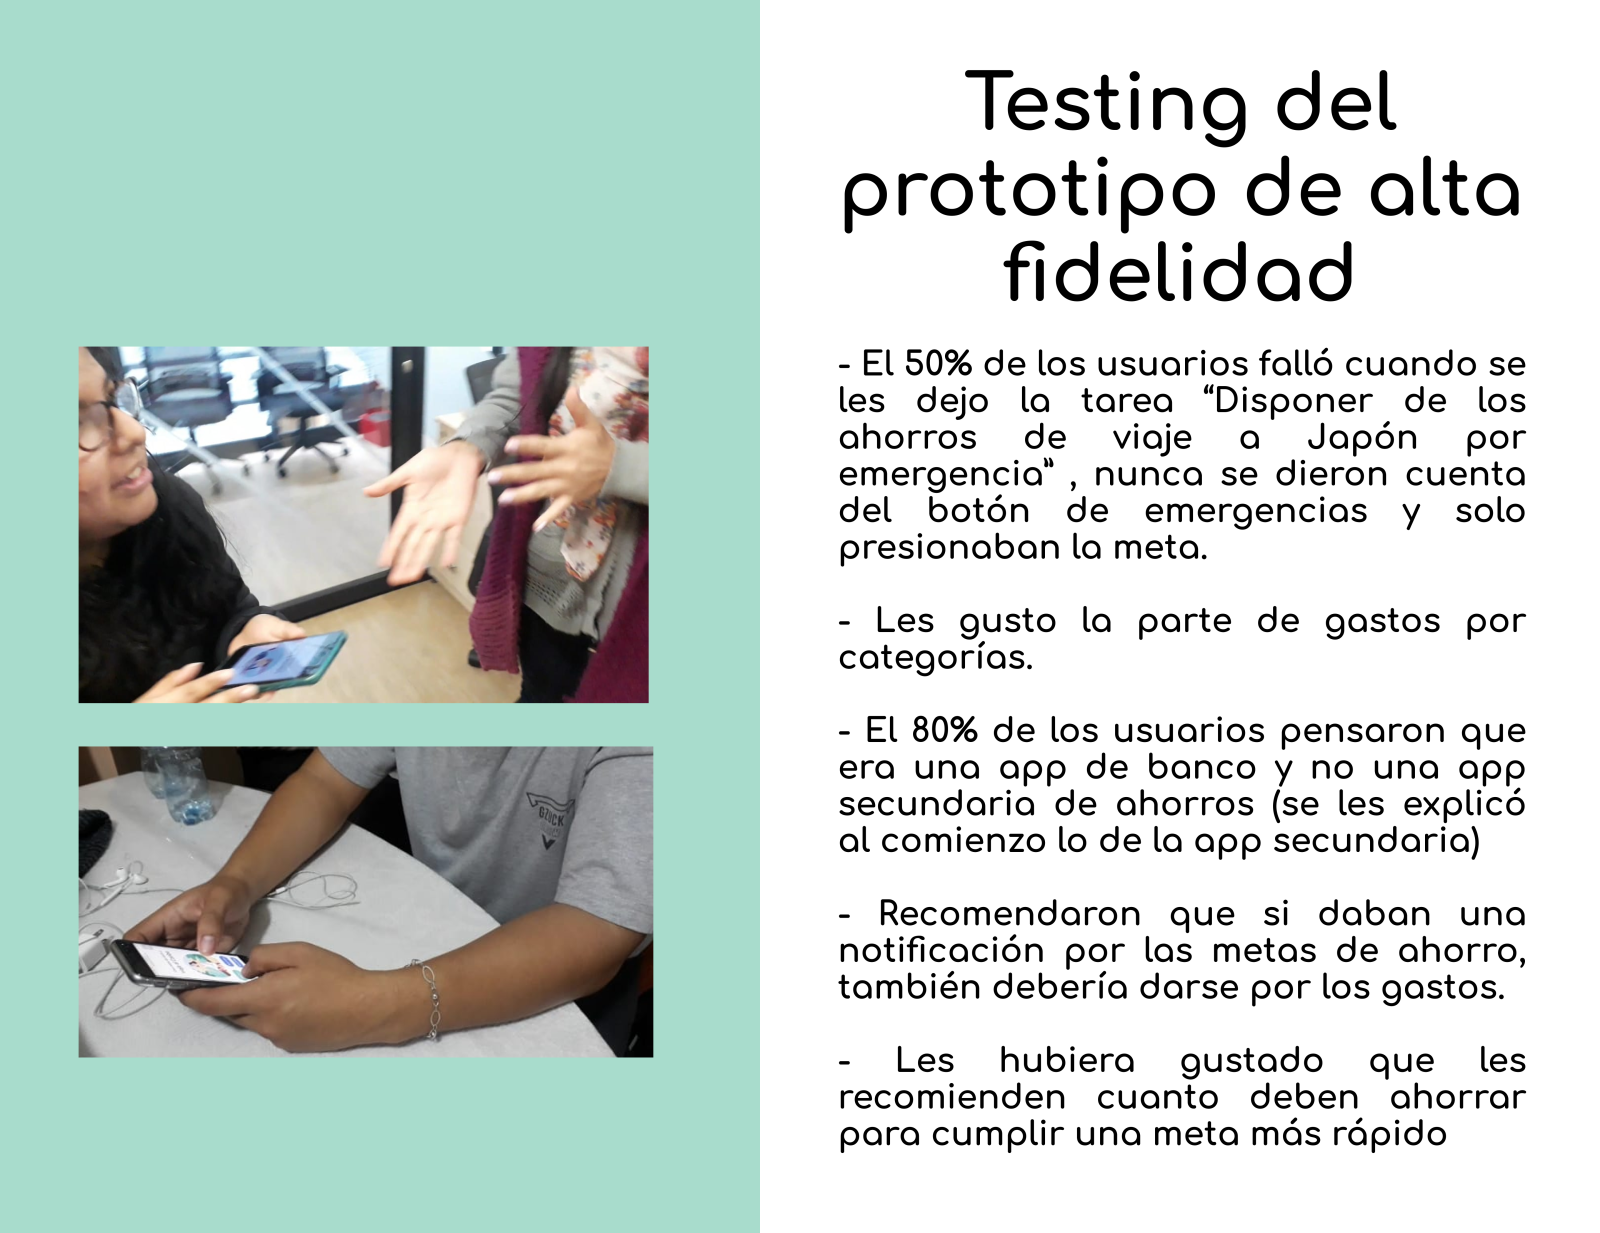 Testing del
prototipo de alta
fidelidad
- El 50% de los usuarios falló cuando se
les dejo la tarea “Disponer de los
ahorros de viaje a Japón por
emergencia” , nunca se dieron cuenta
del botón de emergencias y solo
presionaban la meta.
- Les gusto la parte de gastos por
categorías.
- El 80% de los usuarios pensaron que
era una app de banco y no una app
secundaria de ahorros (se les explicó
al comienzo lo de la app secundaria)
- Recomendaron que si daban una
notificación por las metas de ahorro,
también debería darse por los gastos.
- Les hubiera gustado que les
recomienden cuanto deben ahorrar
para cumplir una meta más rápido